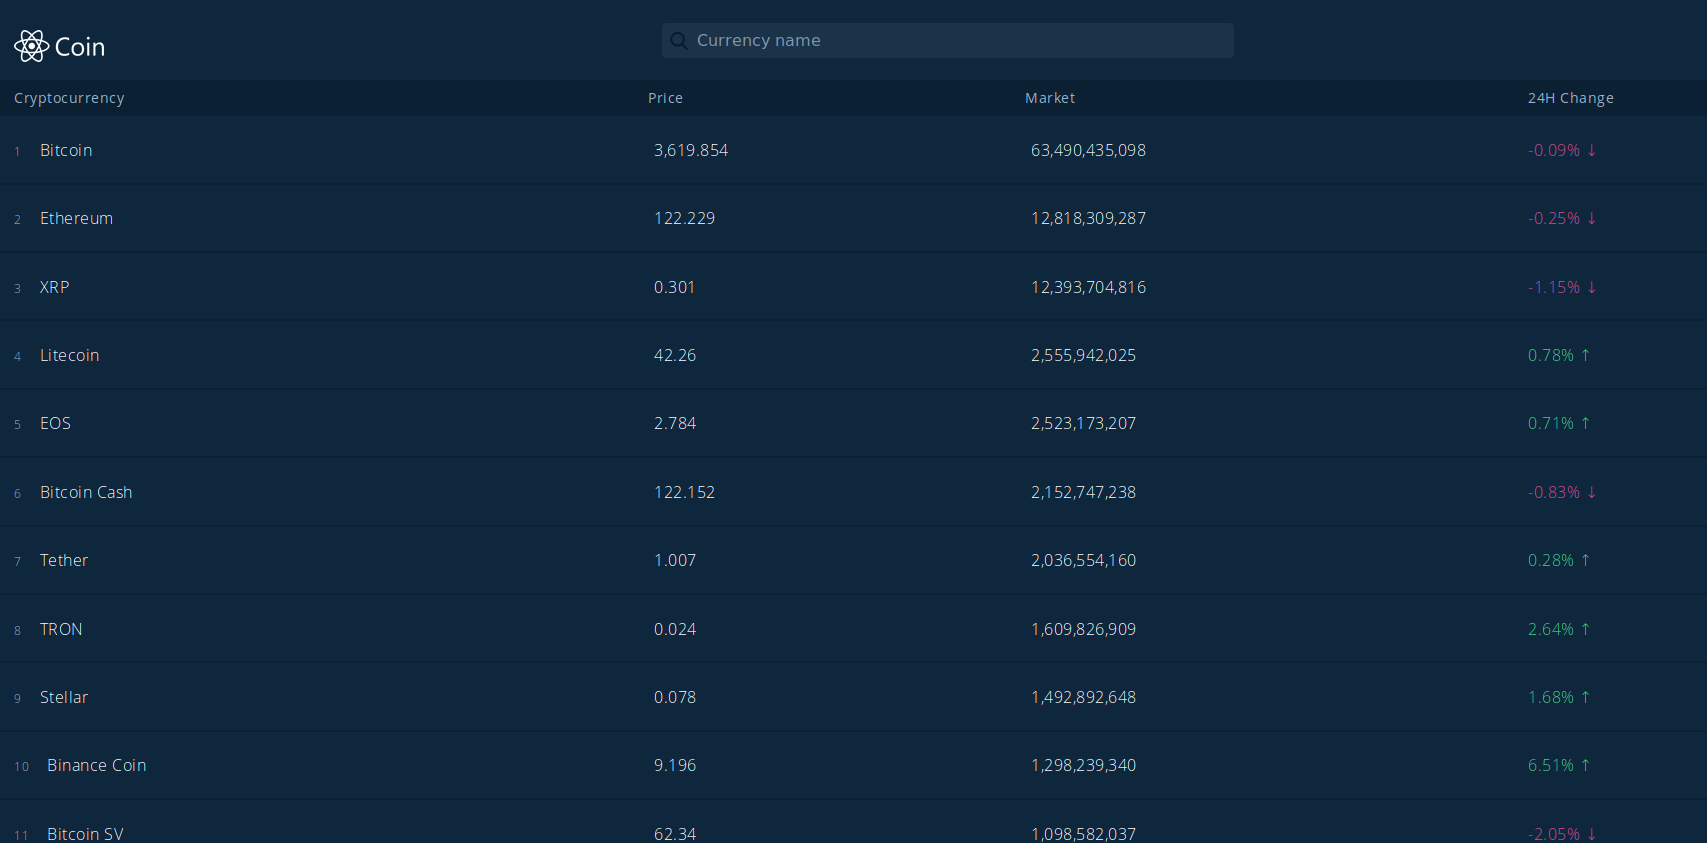 Coin
Currency name
Cryptocurrency Price Market 24H Change
1 Bitcoin 3,619.854 63,490,435,098 -0.09% ↓
2 Ethereum 122.229 12,818,309,287 -0.25% ↓
3 XRP 0.301 12,393,704,816 -1.15% ↓
4 Litecoin 42.26 2,555,942,025 0.78% ↑
5 EOS 2.784 2,523,173,207 0.71% ↑
6 Bitcoin Cash 122.152 2,152,747,238 -0.83% ↓
7 Tether 1.007 2,036,554,160 0.28% ↑
8 TRON 0.024 1,609,826,909 2.64% ↑
9 Stellar 0.078 1,492,892,648 1.68% ↑
10 Binance Coin 9.196 1,298,239,340 6.51% ↑
11 Bitcoin SV 62.34 1,098,582,037 -2.05% ↓